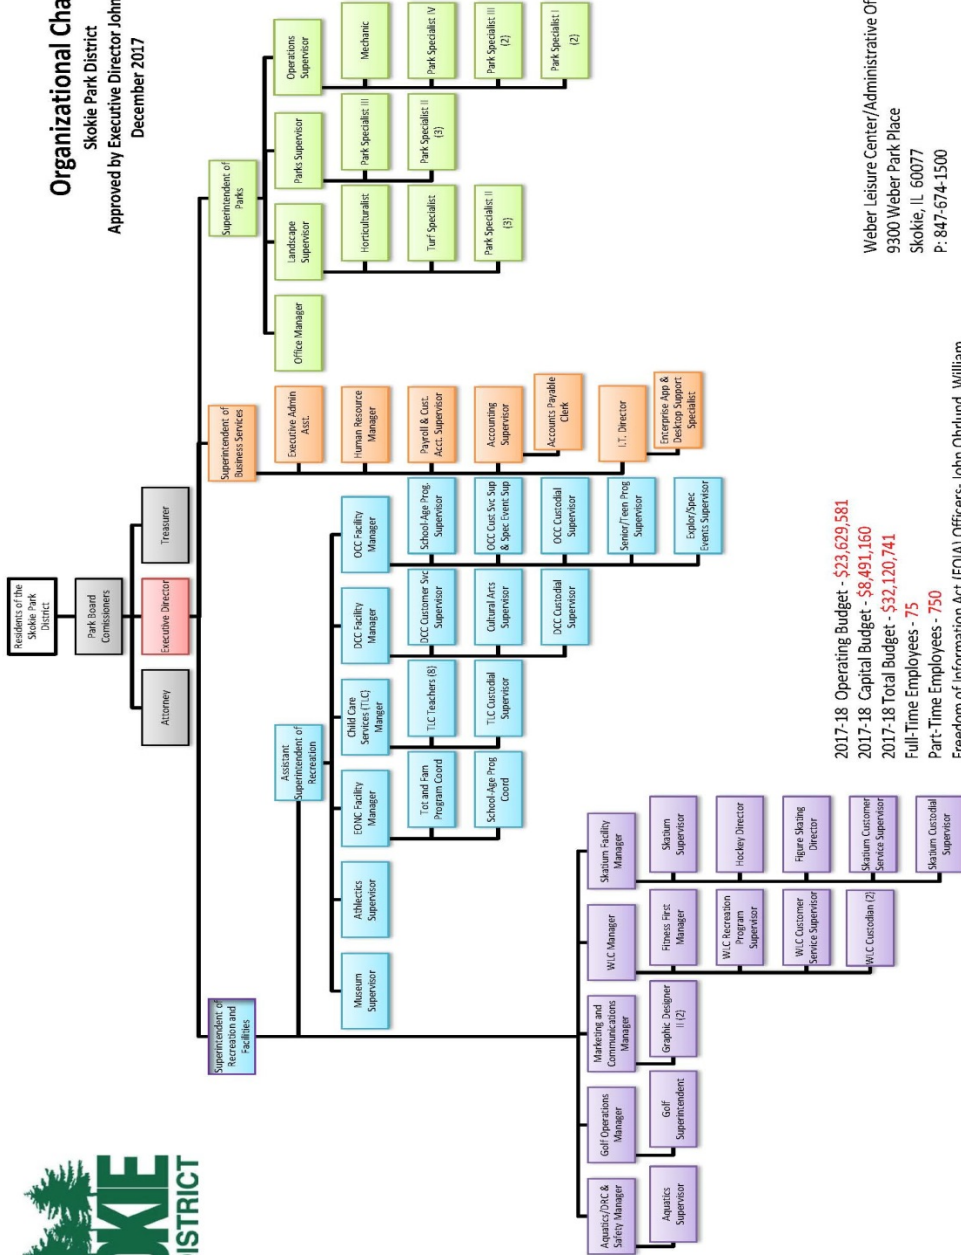 OKIE
DISTRICT
Organizational Cha
Skokie Park District
Approved by Executive Director John
December 2017
Residents of the
Skokie Park
District
Park Board
Comissioners
Attorney
Executive Director
Treasurer
Superintendent of
Recreation and
Facilities
Superintendent of
Business Services
Superintendent of
Parks
Assistant
Superintendent of
Recreation
Museum
Supervisor
Athlectics
Supervisor
EONC Facility
Manager
Tot and Fam
Program Coord
School-Age Prog
Coord
Child Care
Services (TLC)
Manger
TLC Teachers (8)
TLC Custodial
Supervisor
DCC Facility
Manager
DCC Customer Svc
Supervisor
Cultural Arts
Supervisor
DCC Custodial
Supervisor
OCC Facility
Manager
School-Age Prog.
Supervisor
OCC Cust Svc Sup
& Spec Event Sup
OCC Custodial
Supervisor
Senior/Teen Prog
Supervisor
Explor/Spec
Events Supervisor
Executive Admin
Asst.
Human Resource
Manager
Payroll & Cust.
Acct. Supervisor
Accounting
Supervisor
Accounts Payable
Clerk
I.T. Director
Enterprise App &
Desktop Support
Specialist
Office Manager
Landscape
Supervisor
Horticulturalist
Turf Specialist
Park Specialist II
(3)
Parks Supervisor
Park Specialist III
Park Specialist II
(3)
Operations
Supervisor
Mechanic
Park Specialist IV
Park Specialist III
(2)
Park Specialist I
(2)
Aquatics/DRC &
Safety Manager
Aquatics
Supervisor
Golf Operations
Manager
Golf
Superintendent
Marketing and
Communications
Manager
Graphic Designer
II (2)
WLC Manager
Fitness First
Manager
WLC Recreation
Program
Supervisor
WLC Customer
Service Supervisor
WLC Custodian (2)
Skatium Facility
Manager
Skatium
Supervisor
Hockey Director
Figure Skating
Director
Skatium Customer
Service Supervisor
Skatium Custodial
Supervisor
2017-18 Operating Budget - $23,629,581
2017-18 Capital Budget - $8,491,160
2017-18 Total Budget - $32,120,741
Full-Time Employees - 75
Part-Time Employees - 750
Freedom of Information Act (FOIA) Officers- John Ohrlund, William
Weber Leisure Center/Administrative Of
9300 Weber Park Place
Skokie, IL 60077
P: 847-674-1500